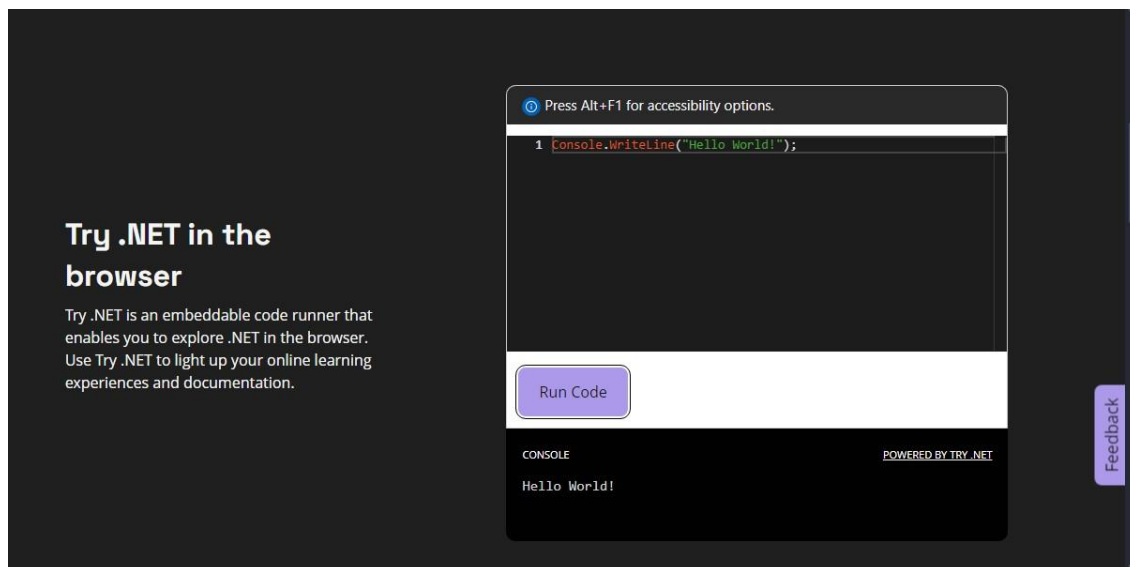 Try .NET in the
browser
Try .NET is an embeddable code runner that
enables you to explore .NET in the browser.
Use Try .NET to light up your online learning
experiences and documentation.
Press Alt+F1 for accessibility options.
1 Console.WriteLine("Hello World!");
Run Code
CONSOLE
POWERED BY TRY .NET
Hello World!
Feedback